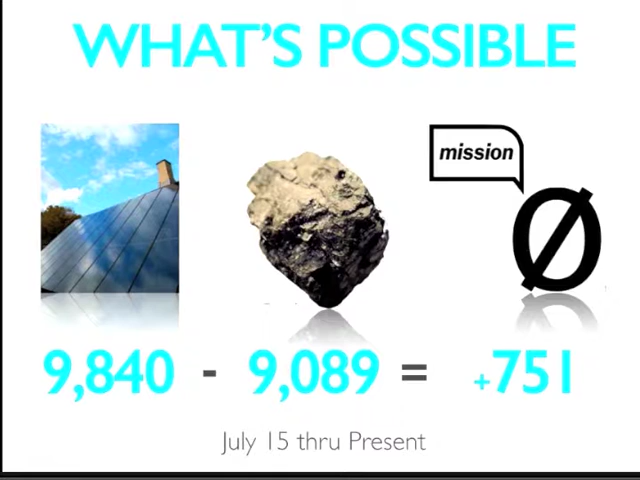 WHAT'S POSSIBLE
mission
Ø
9,840 - 9,089 = +751
July 15 thru Present